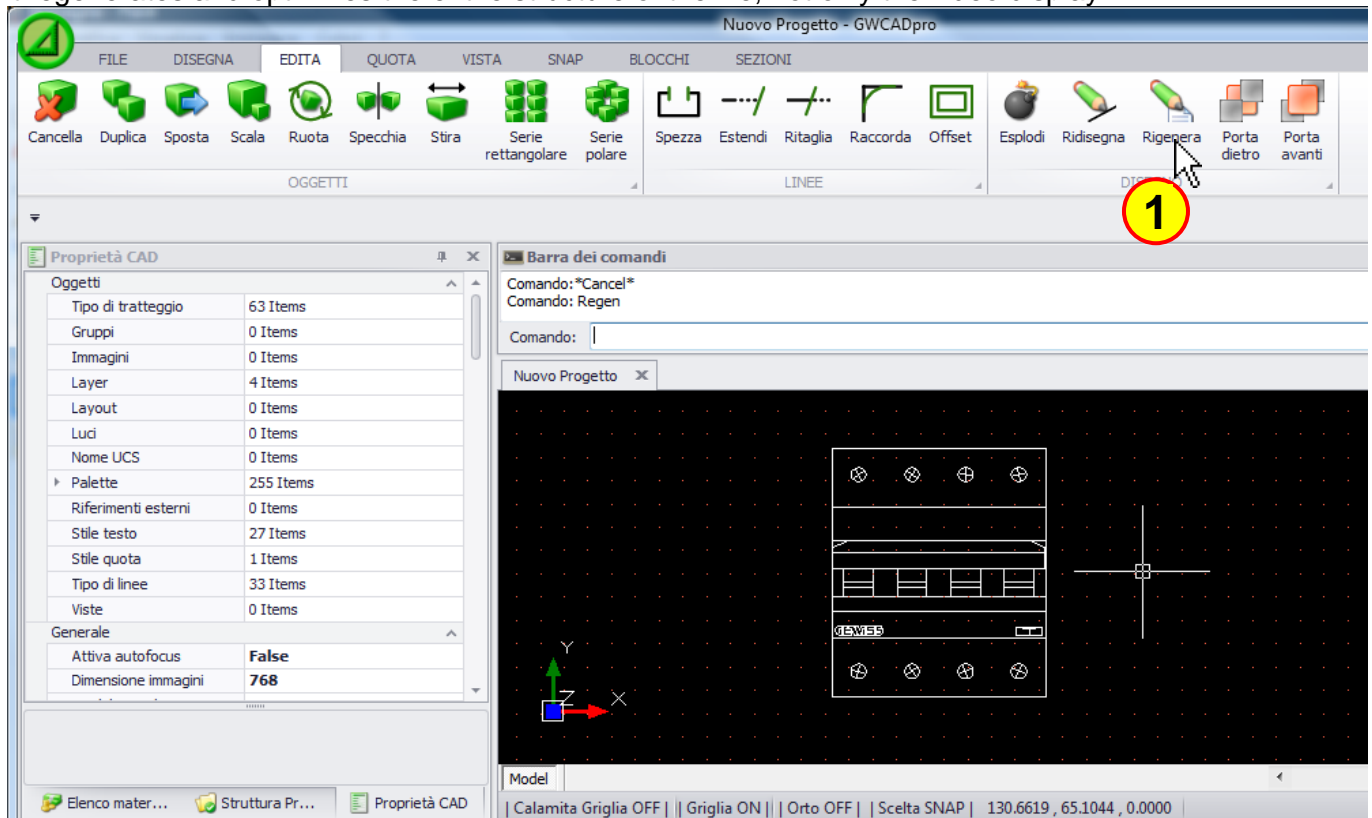 Nuovo Progetto - GWCADpro
FILE DISEGNA EDITA QUOTA VISTA SNAP BLOCCHI SEZIONI
Cancella Duplica Sposta Scala Ruota Specchia Stira Serie rettangolare Serie polare Spezza Estendi Ritaglia Raccorda Offset Esplodi Ridisegna Rigenera Porta dietro Porta avanti
OGGETTI LINEE
1
Proprietà CAD
Oggetti
Tipo di tratteggio 63 Items
Gruppi 0 Items
Immagini 0 Items
Layer 4 Items
Layout 0 Items
Luci 0 Items
Nome UCS 0 Items
Palette 255 Items
Riferimenti esterni 0 Items
Stile testo 27 Items
Stile quota 1 Items
Tipo di linee 33 Items
Viste 0 Items
Generale
Attiva autofocus False
Dimensione immagini 768
Elenco mater... Struttura Pr... Proprietà CAD
Barra dei comandi
Comando:*Cancel*
Comando: Regen
Comando:
Nuovo Progetto
GEWISS
Y
Z X
Model
| Calamita Griglia OFF | | Griglia ON | | Orto OFF | | Scelta SNAP | 130.6619 , 65.1044 , 0.0000